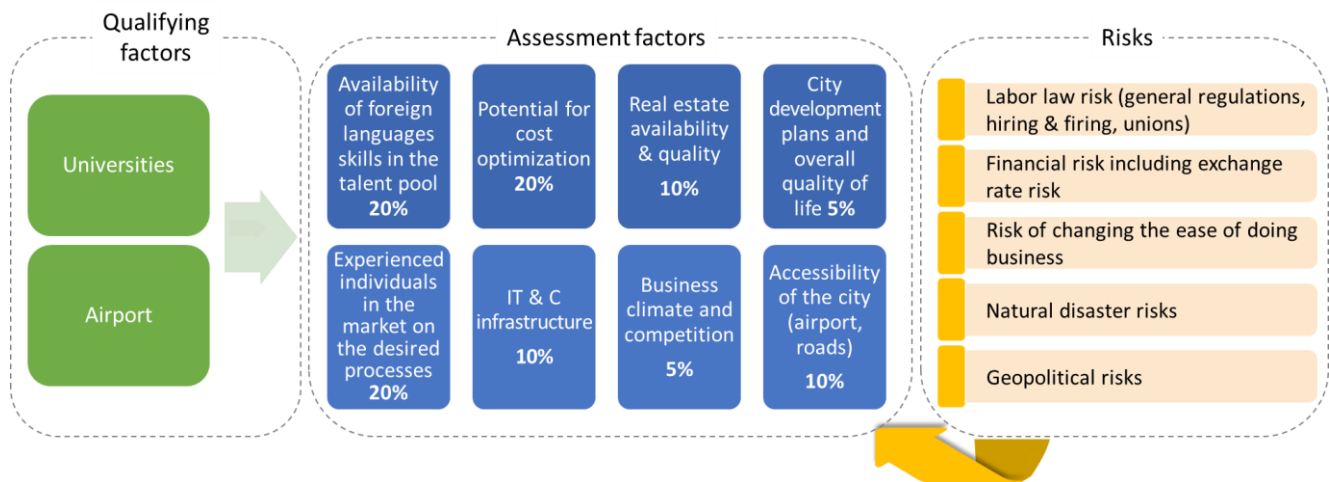 Qualifying
factors
Universities
Airport
Assessment factors
Availability
of foreign
languages
skills in the
talent pool
20%
Potential for
cost
optimization
20%
Real estate
availability
& quality
10%
City
development
plans and
overall
quality of
life 5%
Experienced
individuals
in the
market on
the desired
processes
20%
IT & C
infrastructure
10%
Business
climate and
competition
5%
Accessibility
of the city
(airport,
roads)
10%
Risks
Labor law risk (general regulations,
hiring & firing, unions)
Financial risk including exchange
rate risk
Risk of changing the ease of doing
business
Natural disaster risks
Geopolitical risks